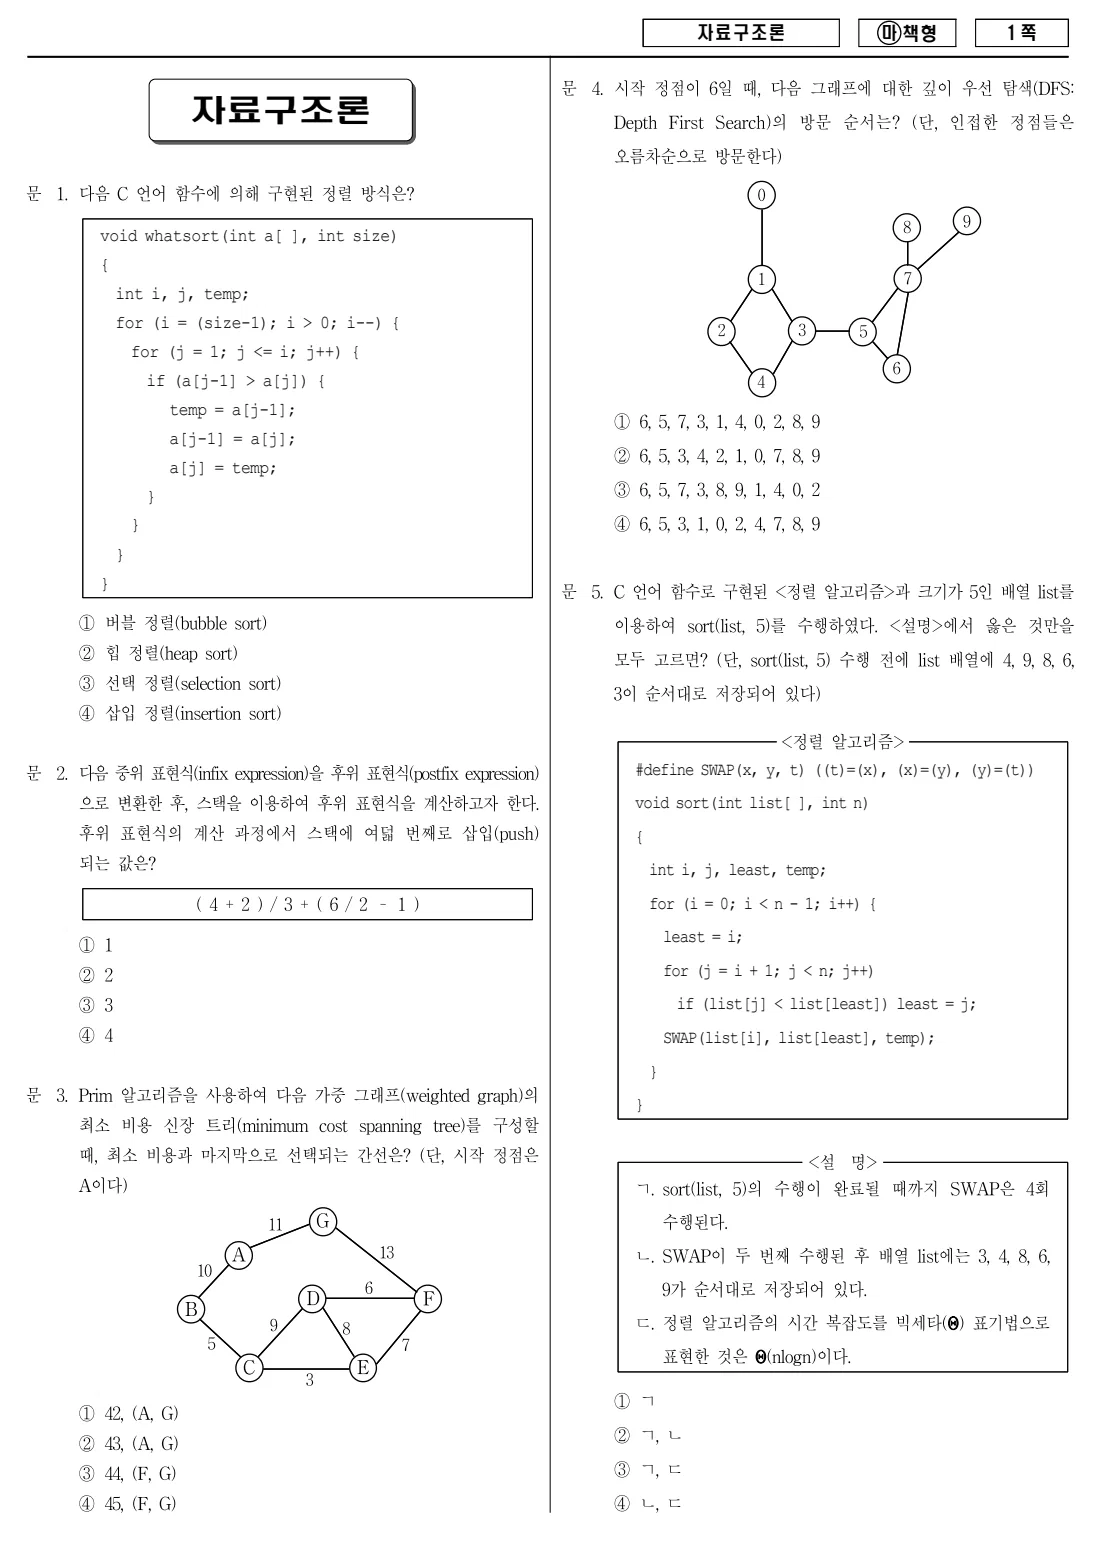 자료구조론
㉲책형
1 쪽
자료구조론
문 1. 다음 C 언어 함수에 의해 구현된 정렬 방식은?
void whatsort(int a[ ], int size)
{
int i, j, temp;
for (i = (size-1); i > 0; i--) {
for (j = 1; j <= i; j++) {
if (a[j-1] > a[j]) {
temp = a[j-1];
a[j-1] = a[j];
a[j] = temp;
}
}
}
}
① 버블 정렬(bubble sort)
② 힙 정렬(heap sort)
③ 선택 정렬(selection sort)
④ 삽입 정렬(insertion sort)
문 2. 다음 중위 표현식(infix expression)을 후위 표현식(postfix expression)
으로 변환한 후, 스택을 이용하여 후위 표현식을 계산하고자 한다.
후위 표현식의 계산 과정에서 스택에 여덟 번째로 삽입(push)
되는 값은?
( 4 + 2 ) / 3 + ( 6 / 2 - 1 )
① 1
② 2
③ 3
④ 4
문 3. Prim 알고리즘을 사용하여 다음 가중 그래프(weighted graph)의
최소 비용 신장 트리(minimum cost spanning tree)를 구성할
때, 최소 비용과 마지막으로 선택되는 간선은? (단, 시작 정점은
A이다)
11
G
A
13
10
B
D
6
F
9
8
5
7
C
E
3
① 42, (A, G)
② 43, (A, G)
③ 44, (F, G)
④ 45, (F, G)
문 4. 시작 정점이 6일 때, 다음 그래프에 대한 깊이 우선 탐색(DFS:
Depth First Search)의 방문 순서는? (단, 인접한 정점들은
오름차순으로 방문한다)
0
8
9
1
7
2
3
5
6
4
① 6, 5, 7, 3, 1, 4, 0, 2, 8, 9
② 6, 5, 3, 4, 2, 1, 0, 7, 8, 9
③ 6, 5, 7, 3, 8, 9, 1, 4, 0, 2
④ 6, 5, 3, 1, 0, 2, 4, 7, 8, 9
문 5. C 언어 함수로 구현된 <정렬 알고리즘>과 크기가 5인 배열 list를
이용하여 sort(list, 5)를 수행하였다. <설명>에서 옳은 것만을
모두 고르면? (단, sort(list, 5) 수행 전에 list 배열에 4, 9, 8, 6,
3이 순서대로 저장되어 있다)
<정렬 알고리즘>
#define SWAP(x, y, t) ((t)=(x), (x)=(y), (y)=(t))
void sort(int list[ ], int n)
{
int i, j, least, temp;
for (i = 0; i < n - 1; i++) {
least = i;
for (j = i + 1; j < n; j++)
if (list[j] < list[least]) least = j;
SWAP(list[i], list[least], temp);
}
}
<설 명>
ㄱ. sort(list, 5)의 수행이 완료될 때까지 SWAP은 4회
수행된다.
ㄴ. SWAP이 두 번째 수행된 후 배열 list에는 3, 4, 8, 6,
9가 순서대로 저장되어 있다.
ㄷ. 정렬 알고리즘의 시간 복잡도를 빅세타(Θ) 표기법으로
표현한 것은 Θ(nlogn)이다.
① ㄱ
② ㄱ, ㄴ
③ ㄱ, ㄷ
④ ㄴ, ㄷ